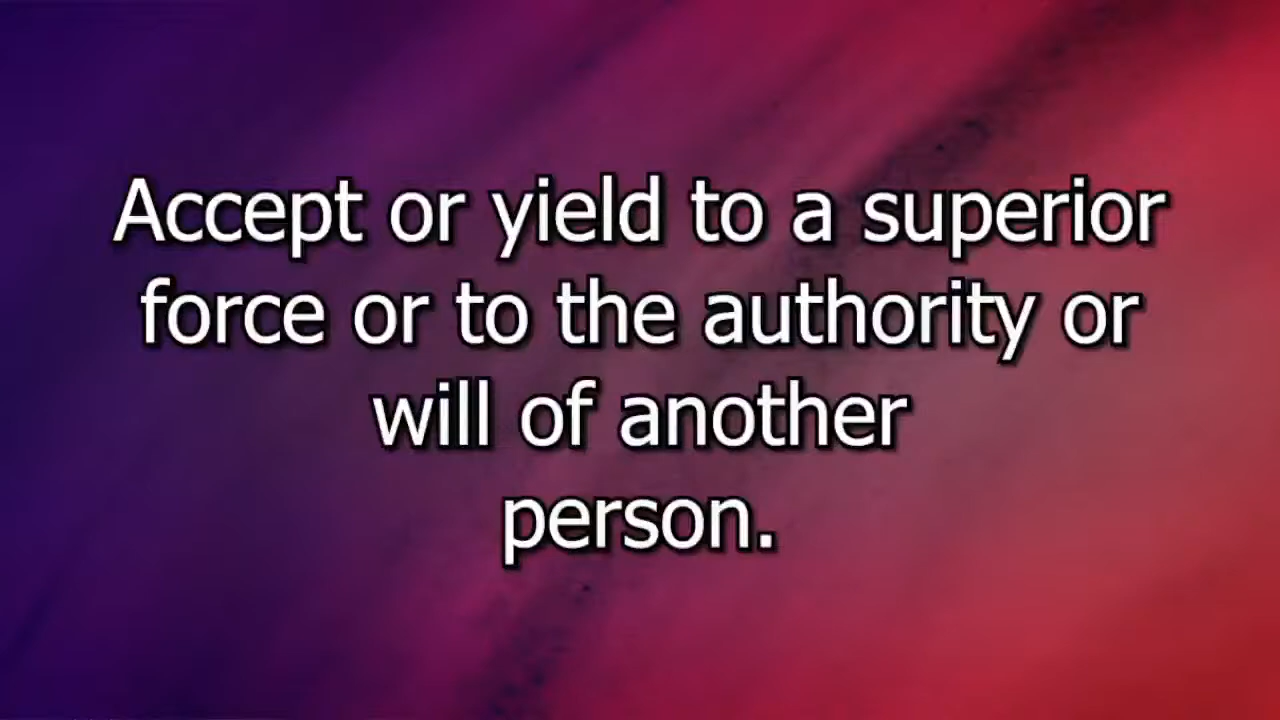 Accept or yield to a superior
force or to the authority or
will of another
person.